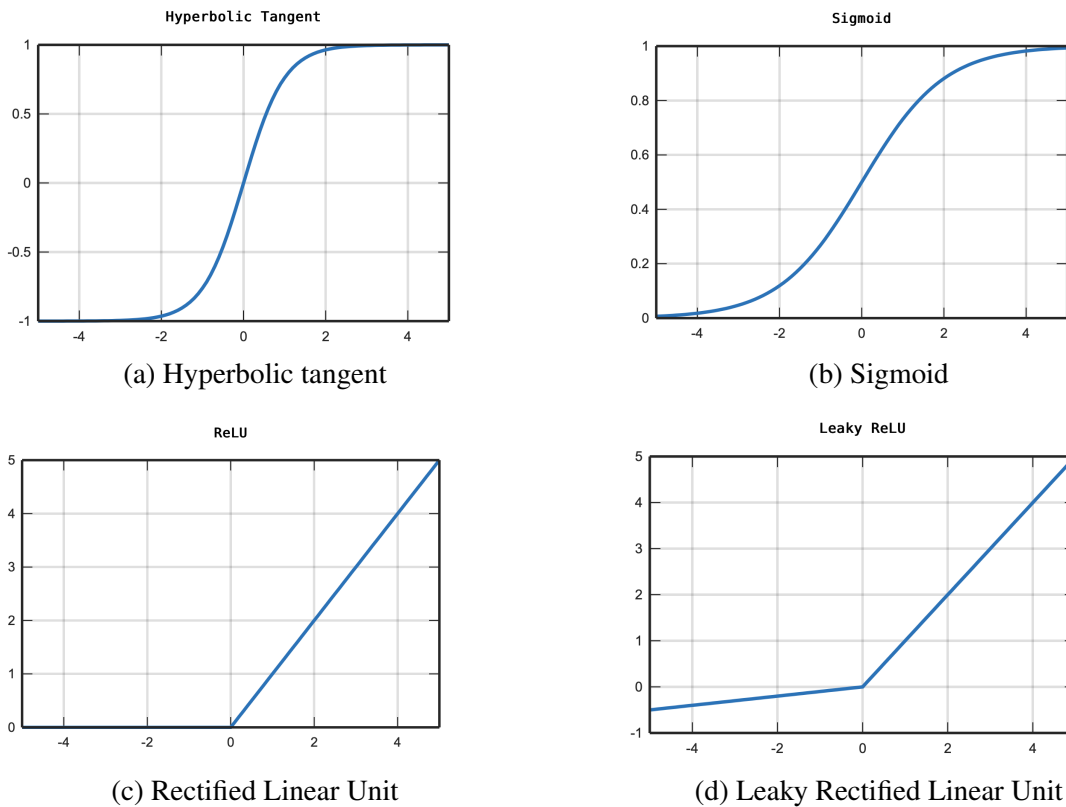 Hyperbolic Tangent
1
0.5
0
-0.5
-1
-4 -2 0 2 4
(a) Hyperbolic tangent
Sigmoid
1
0.8
0.6
0.4
0.2
0
-4 -2 0 2 4
(b) Sigmoid
ReLU
5
4
3
2
1
0
-4 -2 0 2 4
(c) Rectified Linear Unit
Leaky ReLU
5
4
3
2
1
0
-1
-4 -2 0 2 4
(d) Leaky Rectified Linear Unit